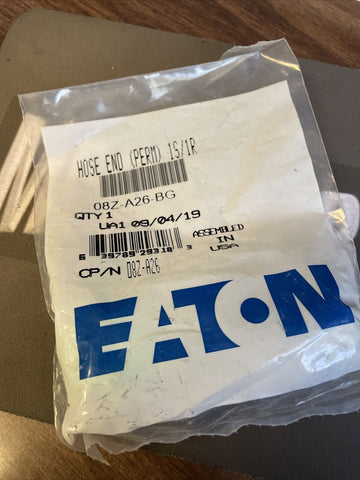 HOSE END (PERM) 1S/1R
08Z-A26-BG
QTY 1
UA1 09/04/19
ASSEMBLED
IN
USA
CP/N 08Z-A26
EATON